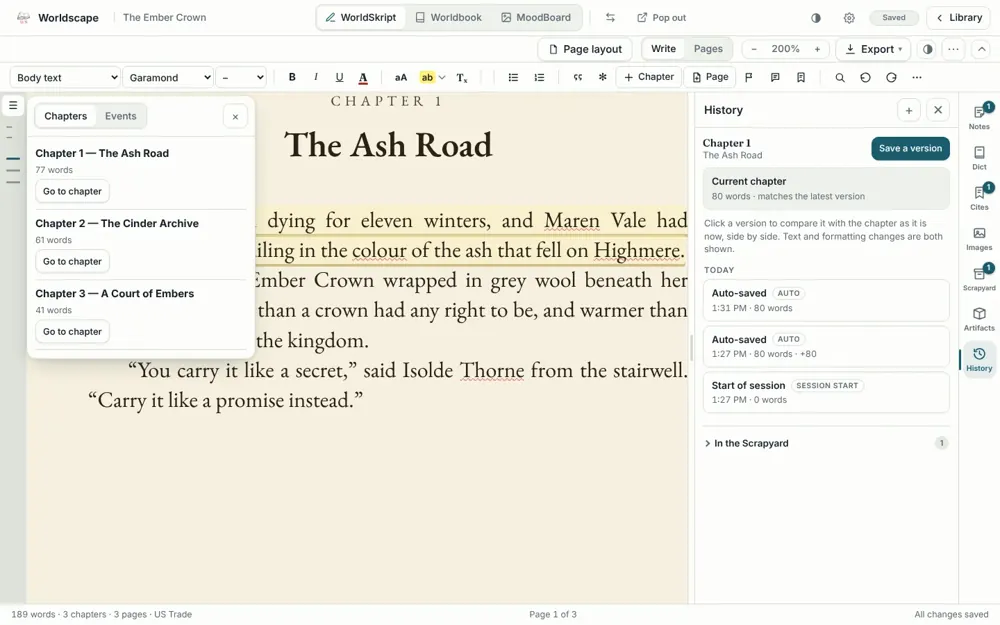 Worldscape
The Ember Crown
WorldSkript
Worldbook
MoodBoard
Pop out
Saved
Library
Page layout
Write
Pages
− 200% +
Export
Body text
Garamond
–
B I U A
aA
ab
Tx
Chapter
Page
Chapters
Events
Chapter 1 — The Ash Road
77 words
Go to chapter
Chapter 2 — The Cinder Archive
61 words
Go to chapter
Chapter 3 — A Court of Embers
41 words
Go to chapter
CHAPTER 1
The Ash Road
dying for eleven winters, and Maren Vale had
iling in the colour of the ash that fell on Highmere.
Ember Crown wrapped in grey wool beneath her
than a crown had any right to be, and warmer than
the kingdom.
“You carry it like a secret,” said Isolde Thorne from the stairwell.
“Carry it like a promise instead.”
History
Chapter 1
The Ash Road
Save a version
Current chapter
80 words · matches the latest version
Click a version to compare it with the chapter as it is
now, side by side. Text and formatting changes are both
shown.
TODAY
Auto-saved AUTO
1:31 PM · 80 words
Auto-saved AUTO
1:27 PM · 80 words · +80
Start of session SESSION START
1:27 PM · 0 words
In the Scrapyard 1
1
Notes
Dict
1
Cites
Images
1
Scrapyard
Artifacts
History
189 words · 3 chapters · 3 pages · US Trade
Page 1 of 3
All changes saved